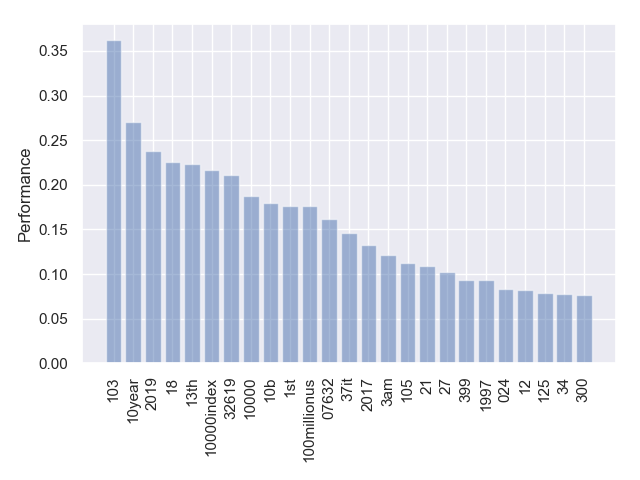 0.35
0.30
0.25
0.20
0.15
0.10
0.05
0.00
Performance
103
10year
2019
18
13th
10000index
32619
10000
10b
1st
100millionus
07632
37it
2017
3am
105
21
27
399
1997
024
12
125
34
300